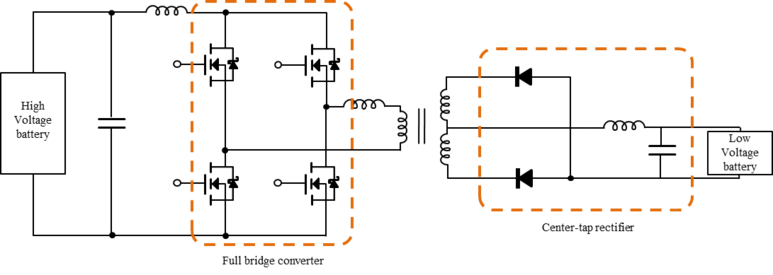 High
Voltage
battery
Low
Voltage
battery
Center-tap rectifier
Full bridge converter